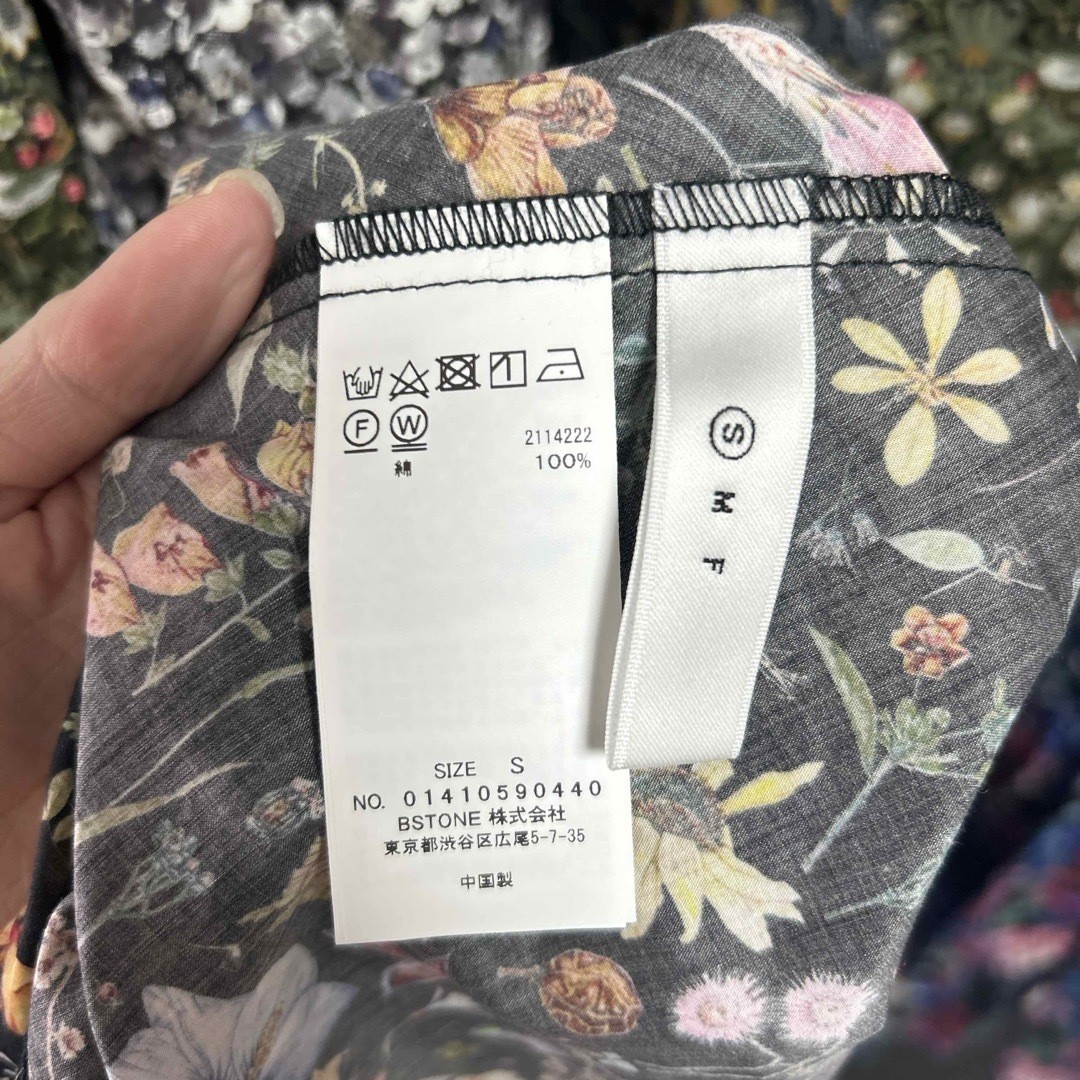 F W
2114222
綿 100%
SIZE S
NO. 01410590440
BSTONE 株式会社
東京都渋谷区広尾5-7-35
中国製
S M F